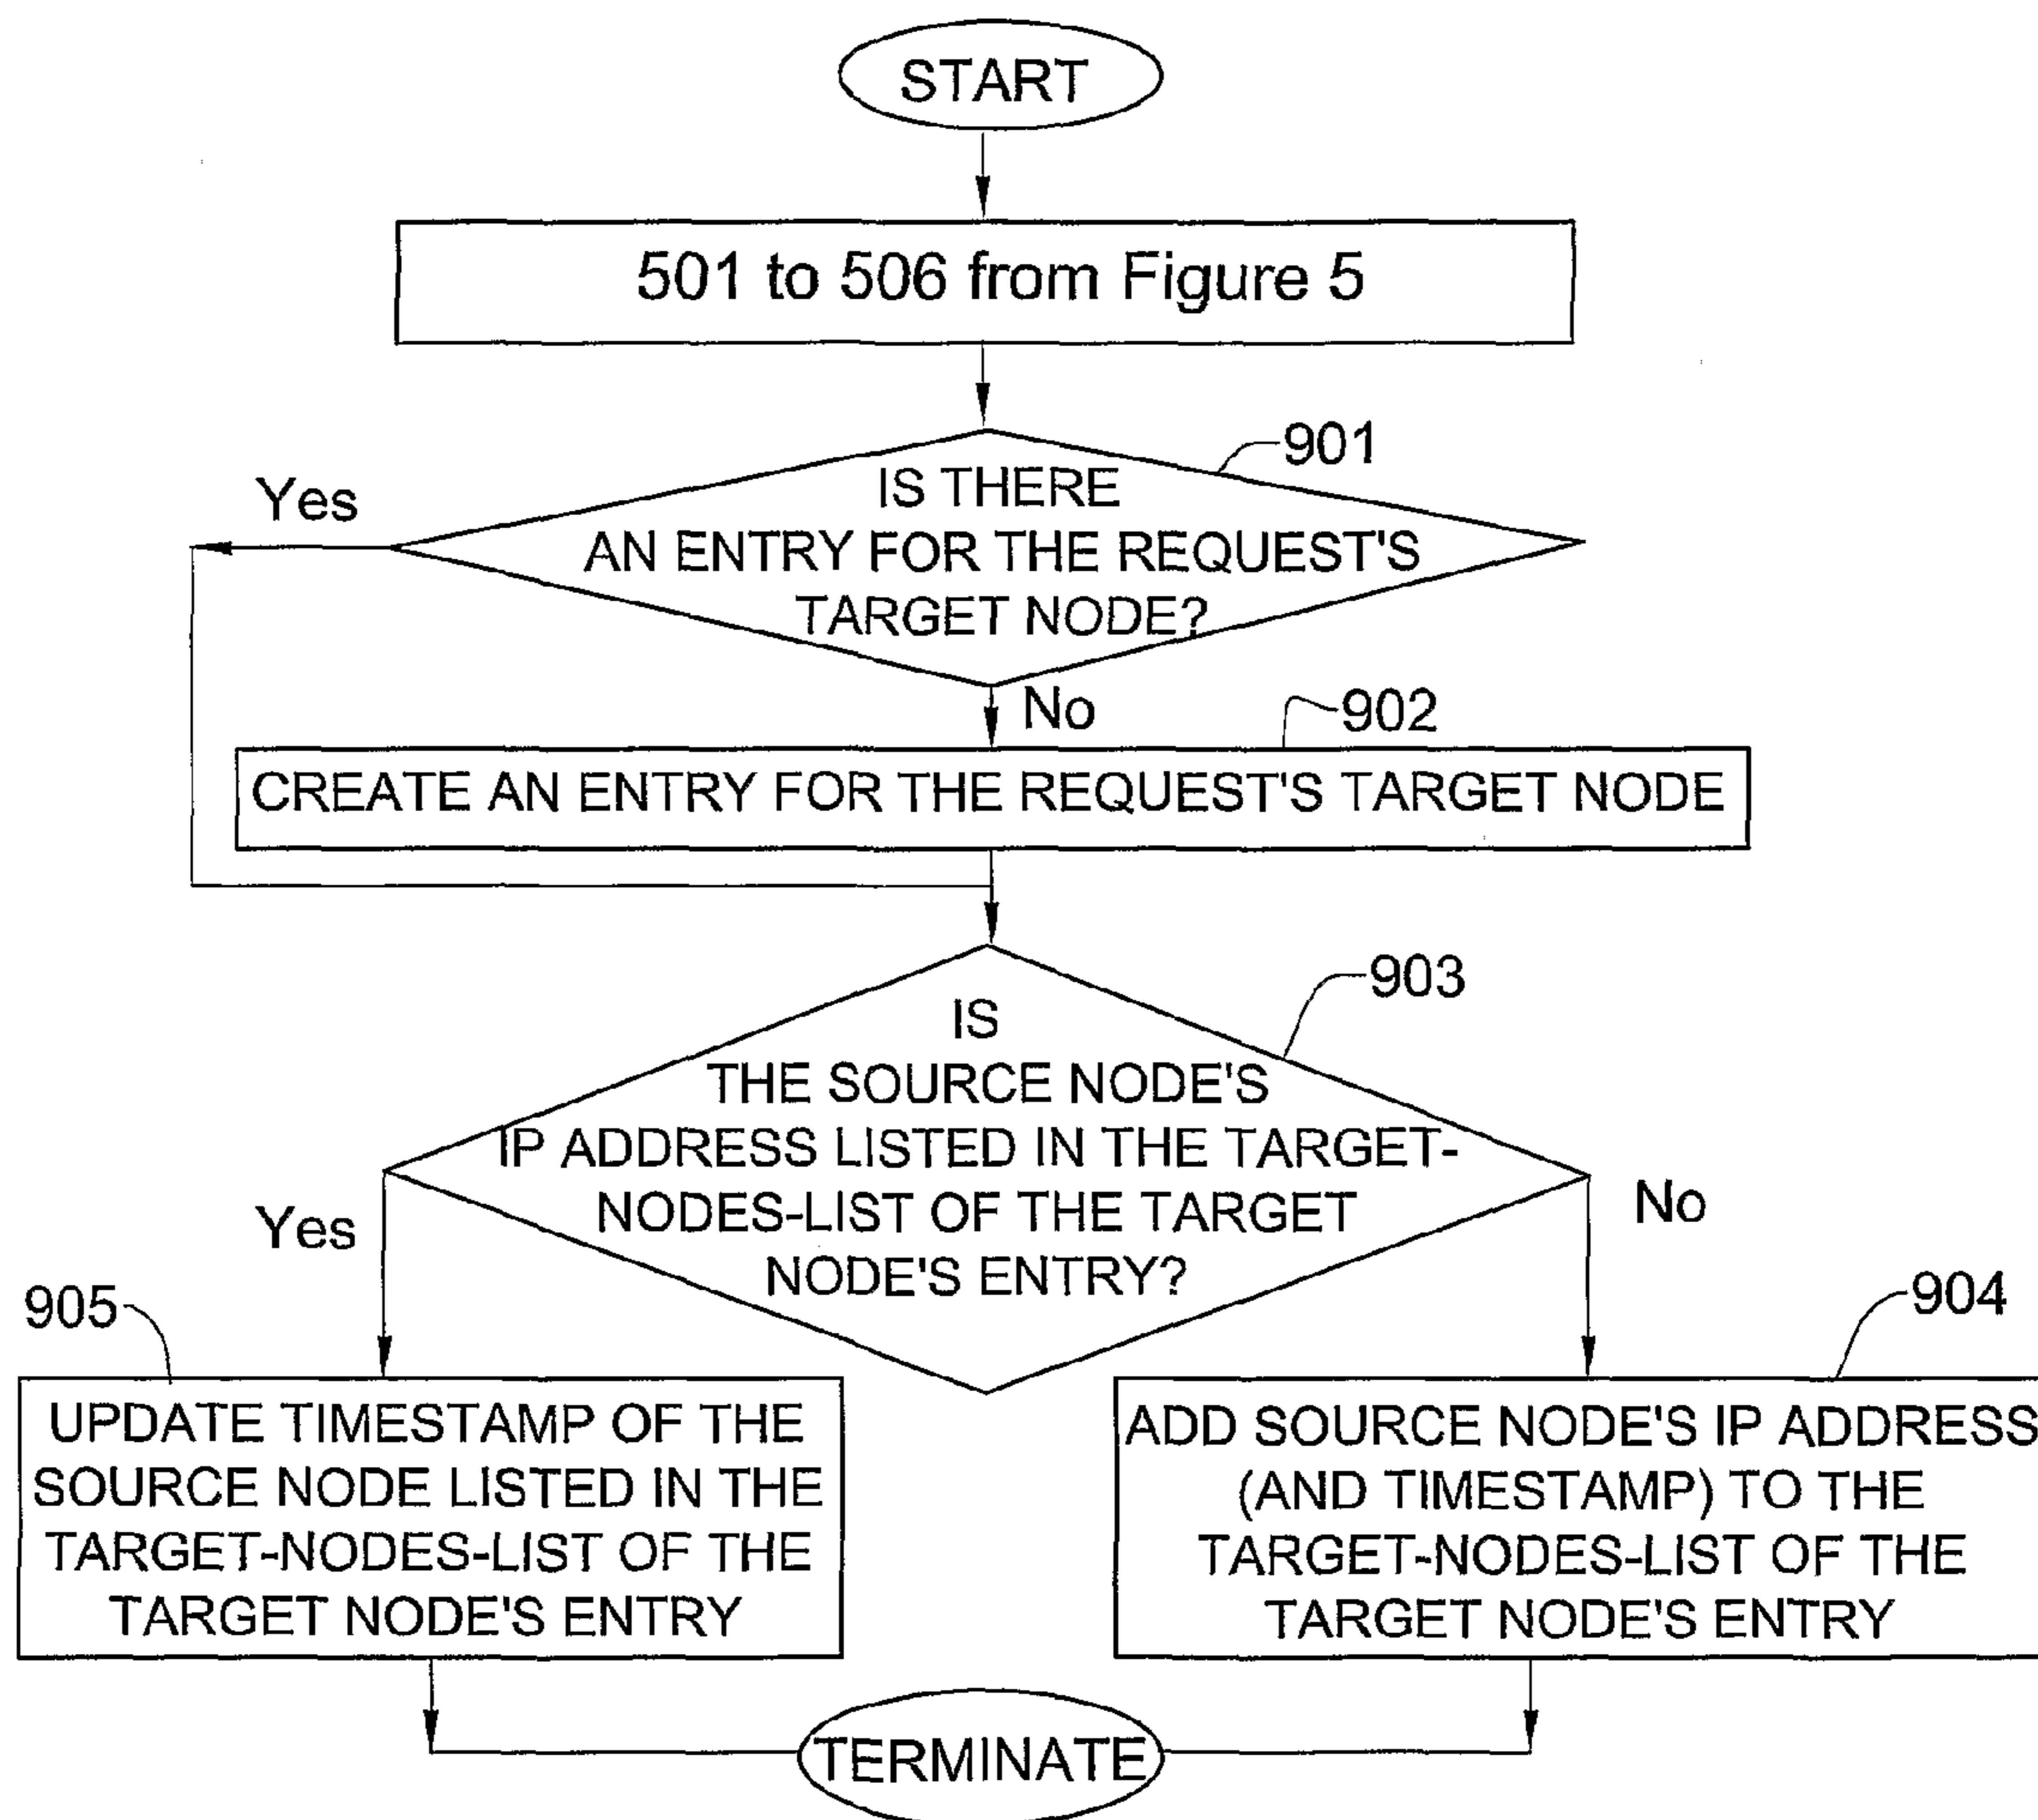 START
501 to 506 from Figure 5
901
Yes
IS THERE
AN ENTRY FOR THE REQUEST'S
TARGET NODE?
No
902
CREATE AN ENTRY FOR THE REQUEST'S TARGET NODE
903
IS
THE SOURCE NODE'S
IP ADDRESS LISTED IN THE TARGET-
NODES-LIST OF THE TARGET
NODE'S ENTRY?
Yes
No
905
904
UPDATE TIMESTAMP OF THE
SOURCE NODE LISTED IN THE
TARGET-NODES-LIST OF THE
TARGET NODE'S ENTRY
ADD SOURCE NODE'S IP ADDRESS
(AND TIMESTAMP) TO THE
TARGET-NODES-LIST OF THE
TARGET NODE'S ENTRY
TERMINATE